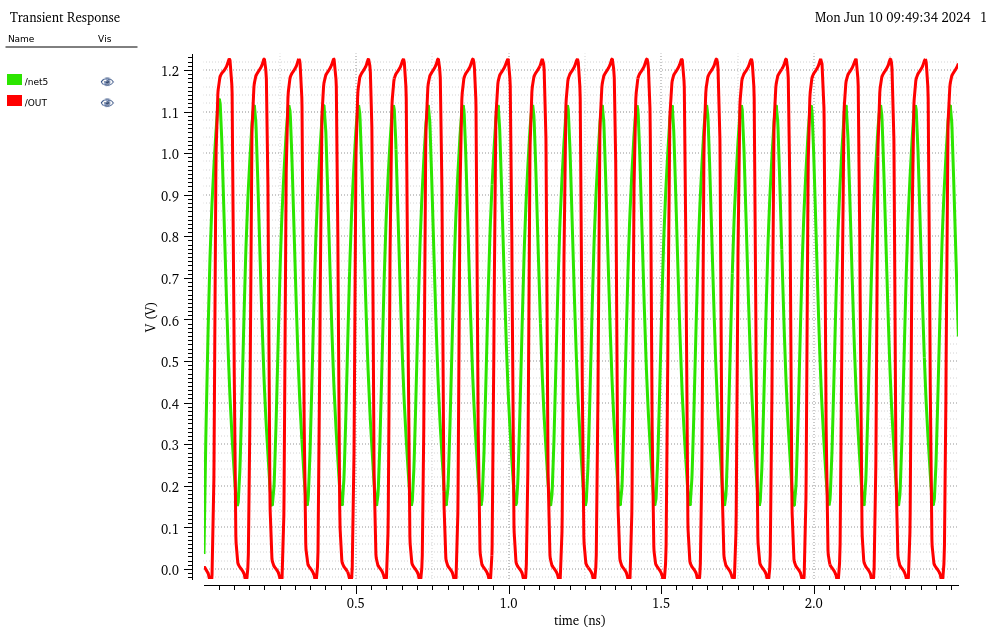 Transient Response
Mon Jun 10 09:49:34 2024 1
Name Vis
/net5
/OUT
1.2
1.1
1.0
0.9
0.8
0.7
0.6
0.5
0.4
0.3
0.2
0.1
0.0
V (V)
0.5 1.0 1.5 2.0
time (ns)